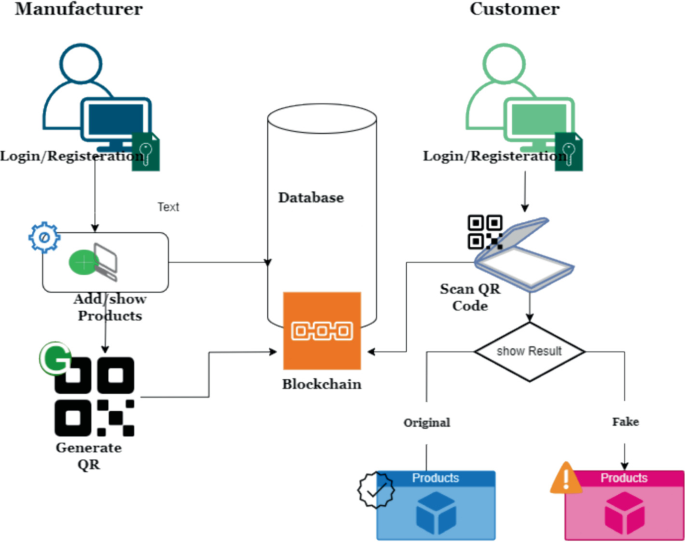 Manufacturer
Customer
Login/Registeration
Login/Registeration
Text
Database
Add/show
Products
Scan QR
Code
show Result
Blockchain
G
Generate
QR
Original
Fake
Products
Products